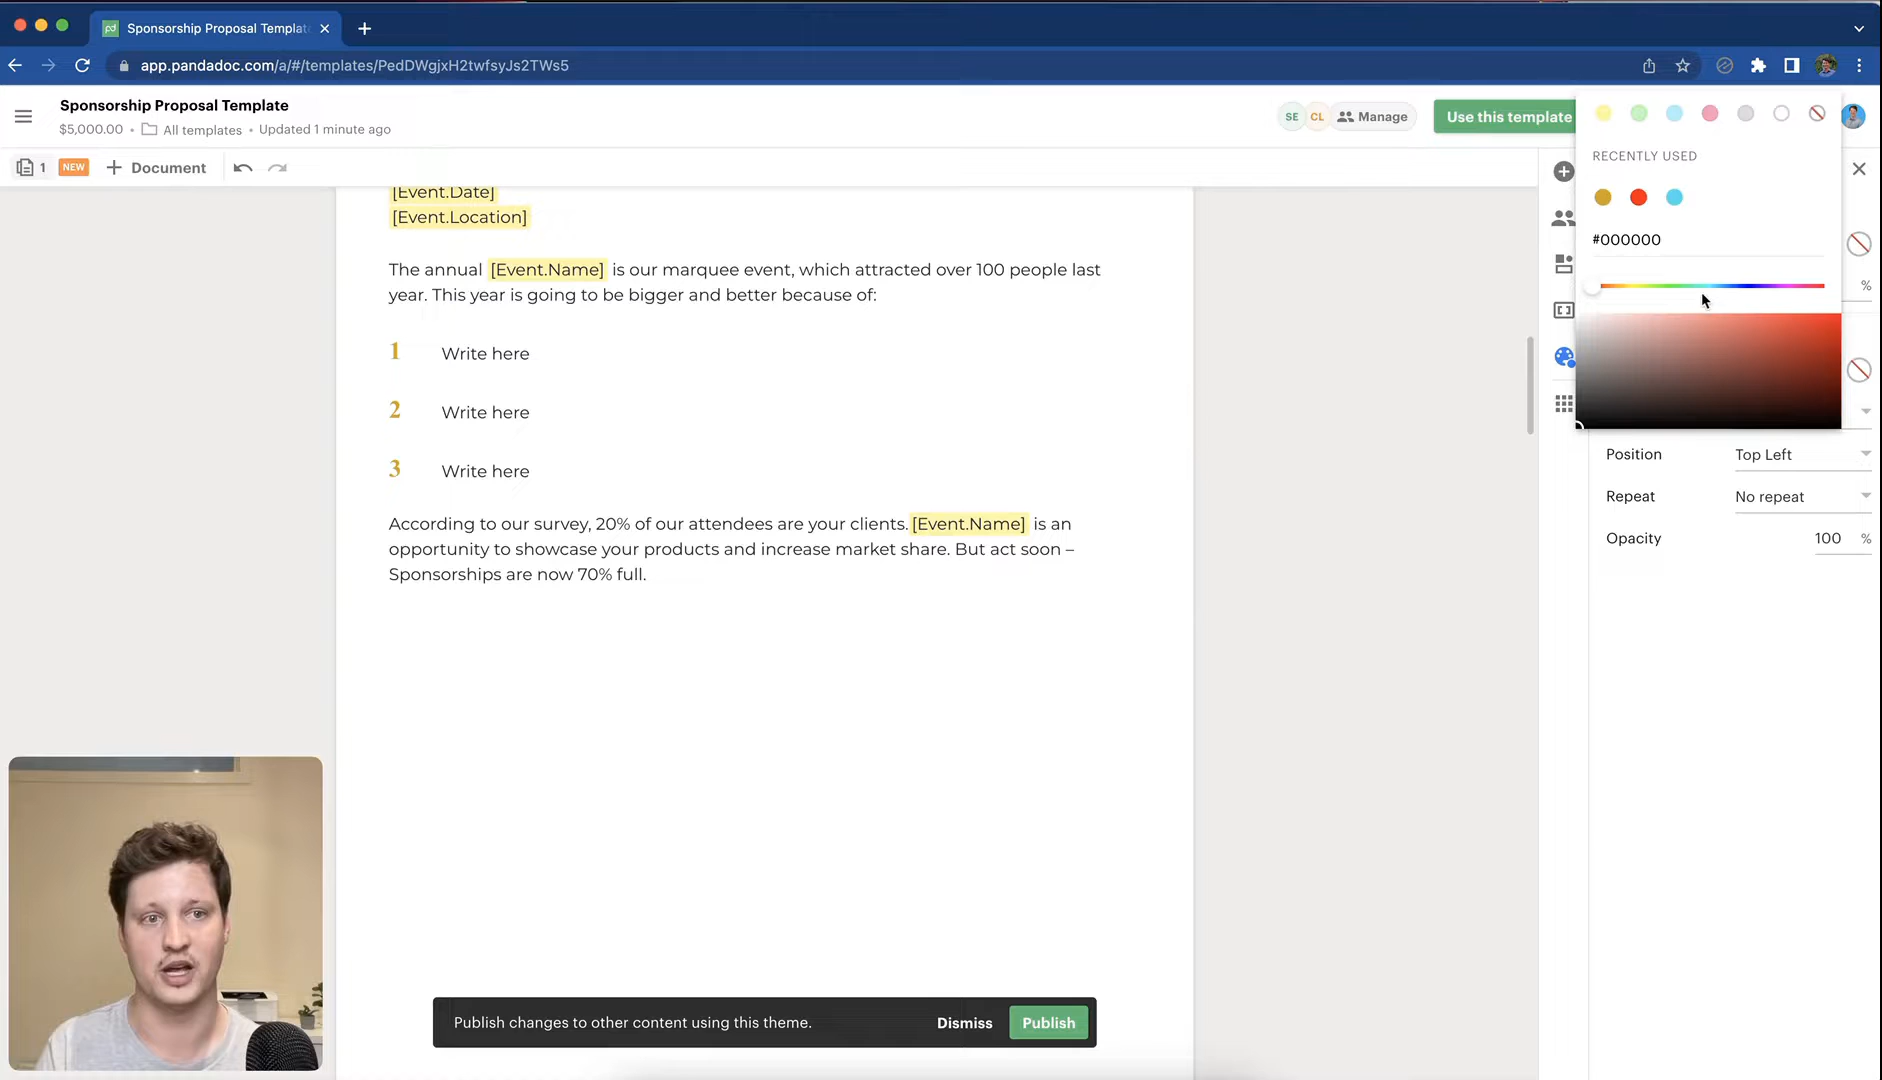 Sponsorship Proposal Templat
app.pandadoc.com/a/#/templates/PedDWgjxH2twfsyJs2TWs5
Sponsorship Proposal Template
$5,000.00 • All templates • Updated 1 minute ago
SE CL Manage
Use this template
1 NEW + Document
[Event.Date]
[Event.Location]
The annual [Event.Name] is our marquee event, which attracted over 100 people last
year. This year is going to be bigger and better because of:
1 Write here
2 Write here
3 Write here
According to our survey, 20% of our attendees are your clients. [Event.Name] is an
opportunity to showcase your products and increase market share. But act soon –
Sponsorships are now 70% full.
Publish changes to other content using this theme. Dismiss Publish
RECENTLY USED
#000000
%
Position Top Left
Repeat No repeat
Opacity 100 %